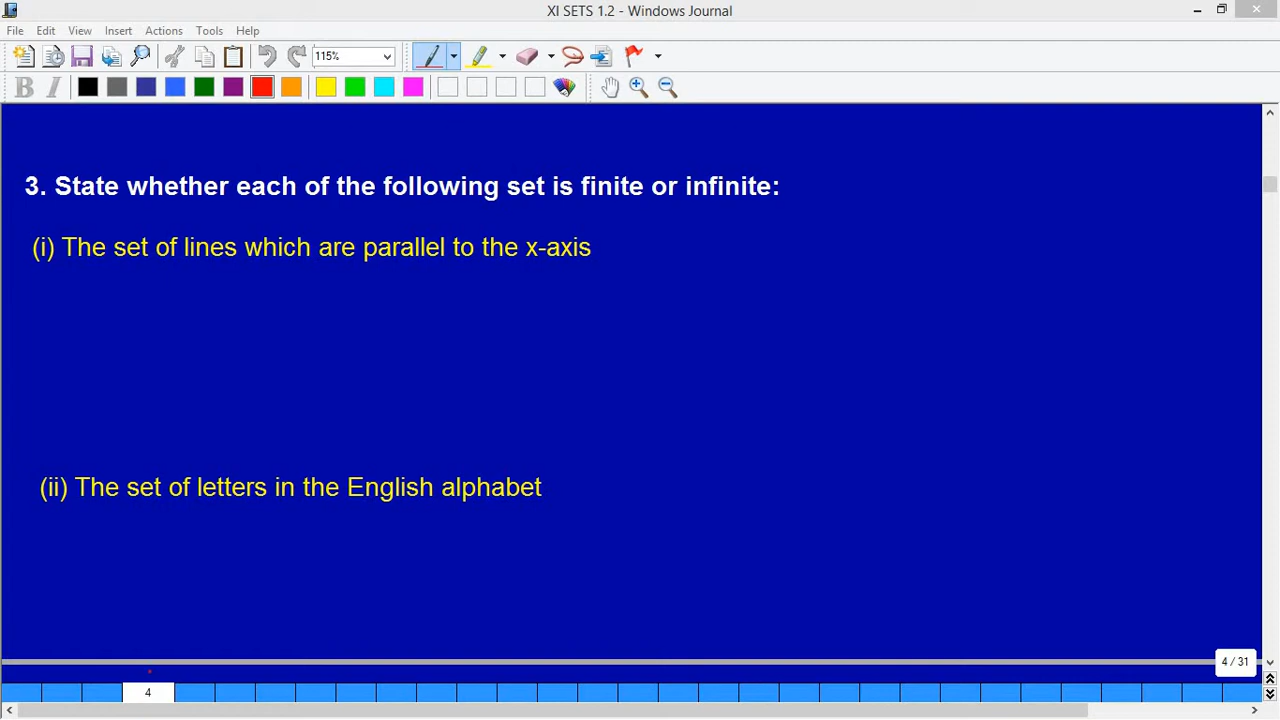 XI SETS 1.2 - Windows Journal
File Edit View Insert Actions Tools Help
115%
B I
3. State whether each of the following set is finite or infinite:
(i) The set of lines which are parallel to the x-axis
(ii) The set of letters in the English alphabet
4 / 31
4